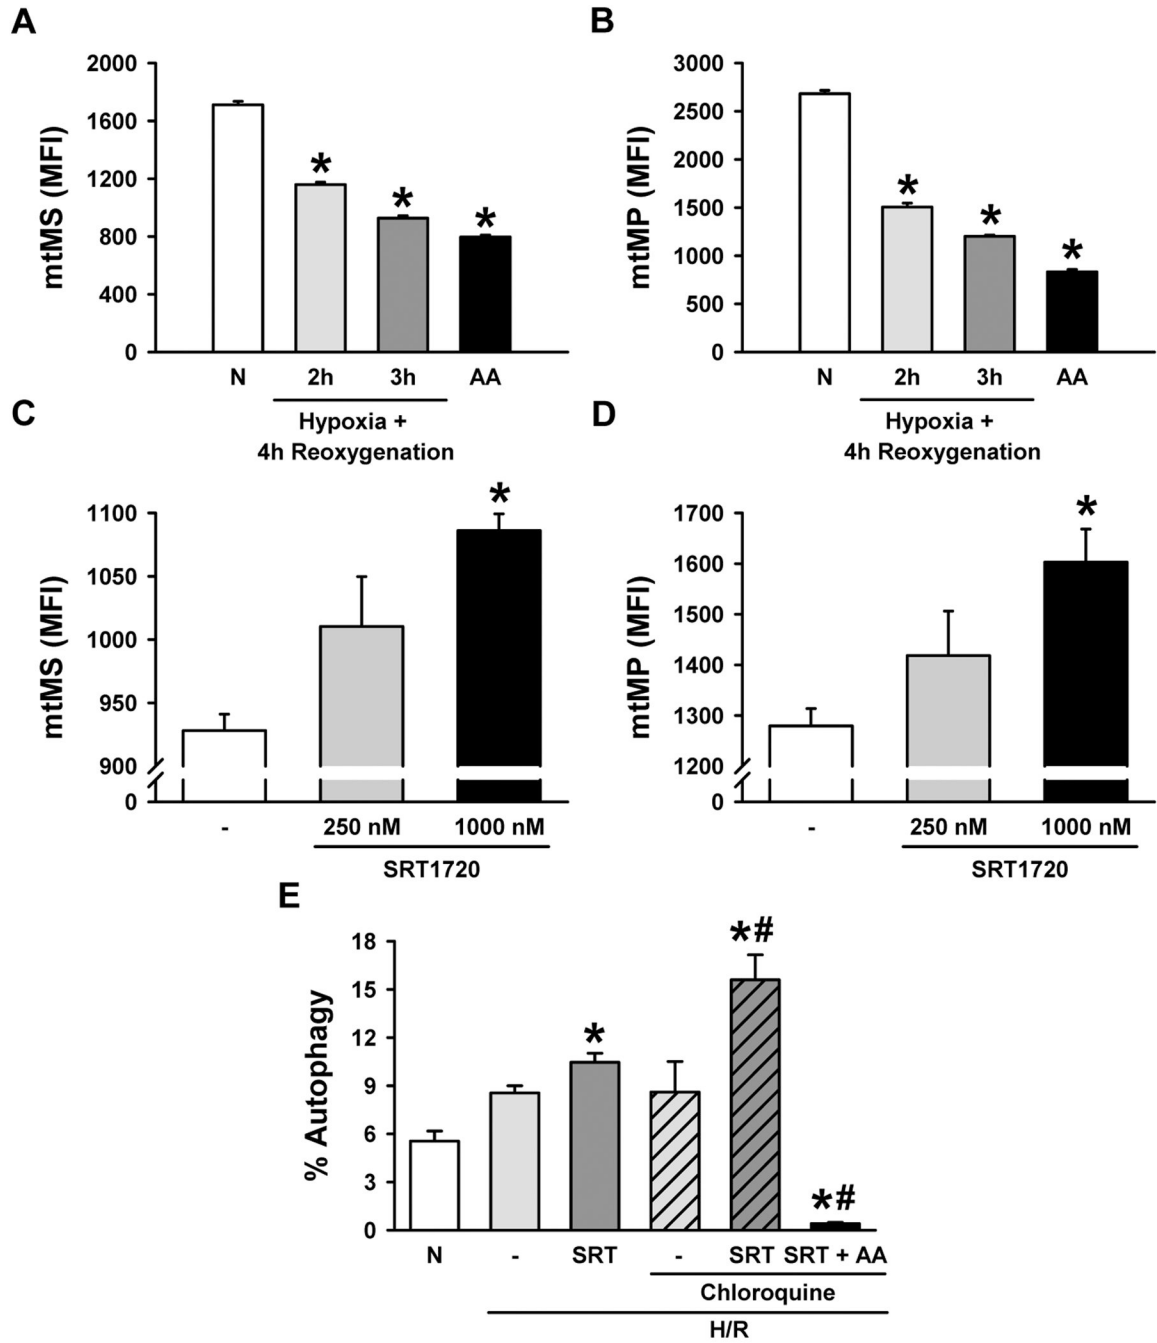 A
mtMS (MFI)
2000
1600
1200
800
400
0
*
*
*
N 2h 3h AA
Hypoxia +
4h Reoxygenation
B
mtMP (MFI)
3000
2500
2000
1500
1000
500
0
*
*
*
N 2h 3h AA
Hypoxia +
4h Reoxygenation
C
mtMS (MFI)
1100
1050
1000
950
900
0
*
- 250 nM 1000 nM
SRT1720
D
mtMP (MFI)
1700
1600
1500
1400
1300
1200
0
*
- 250 nM 1000 nM
SRT1720
E
% Autophagy
18
15
12
9
6
3
0
*
*#
*#
N - SRT - SRT SRT + AA
Chloroquine
H/R